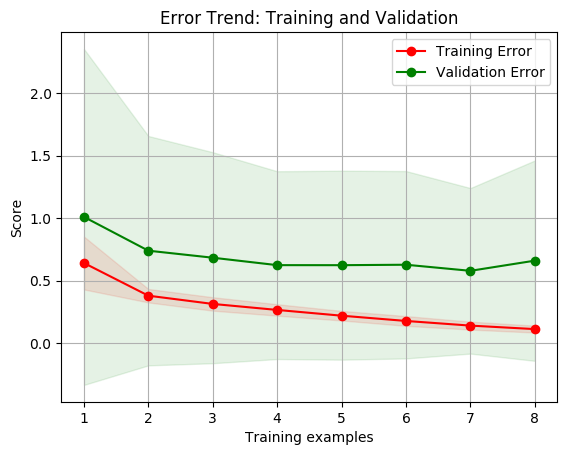 Error Trend: Training and Validation
Training Error
Validation Error
Score
2.0
1.5
1.0
0.5
0.0
1 2 3 4 5 6 7 8
Training examples